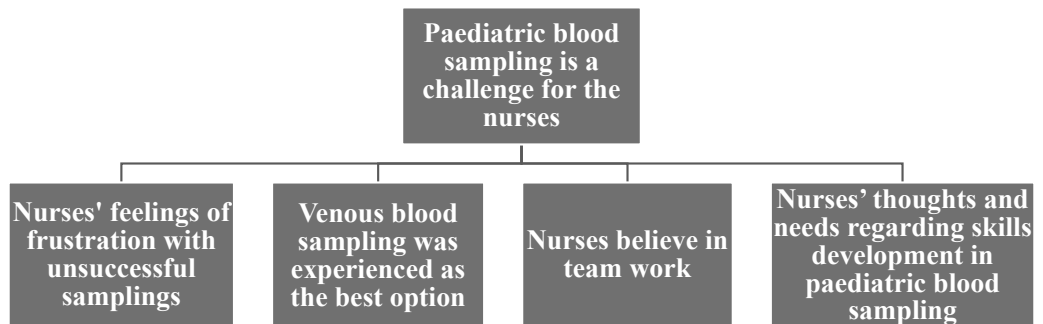 Paediatric blood
sampling is a
challenge for the
nurses
Nurses' feelings of
frustration with
unsuccessful
samplings
Venous blood
sampling was
experienced as
the best option
Nurses believe in
team work
Nurses’ thoughts and
needs regarding skills
development in
paediatric blood
sampling